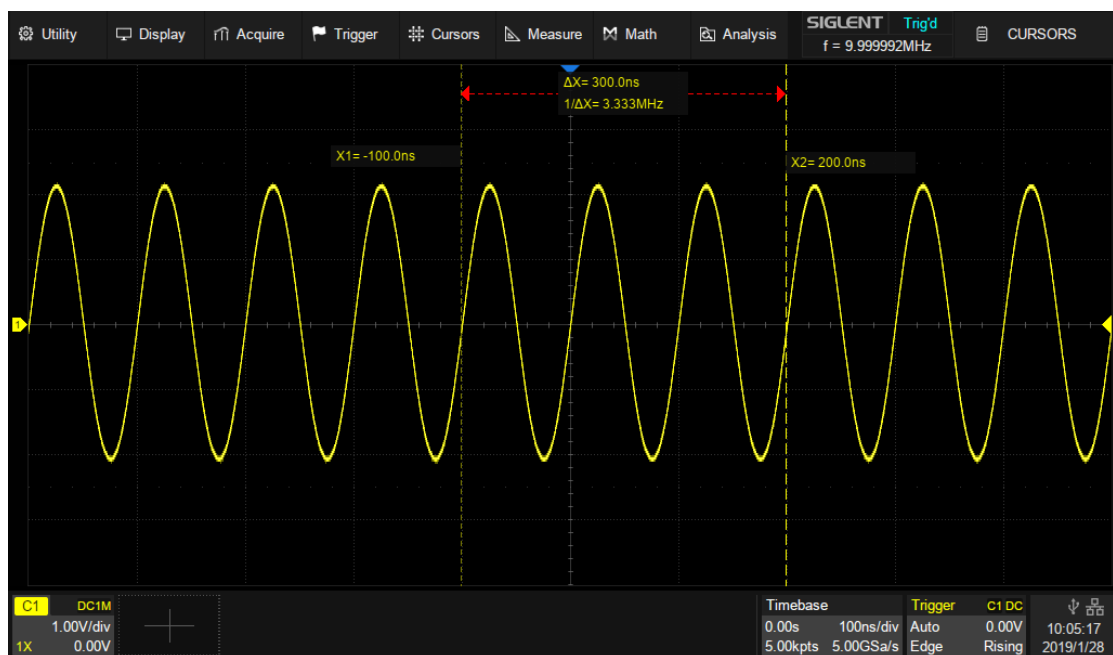 Utility Display Acquire Trigger Cursors Measure Math Analysis SIGLENT Trig'd CURSORS
f = 9.999992MHz
ΔX= 300.0ns
1/ΔX= 3.333MHz
X1= -100.0ns
X2= 200.0ns
1
C1 DC1M
1.00V/div
1X 0.00V
Timebase
0.00s 100ns/div
5.00kpts 5.00GSa/s
Trigger C1 DC
Auto 0.00V
Edge Rising
10:05:17
2019/1/28